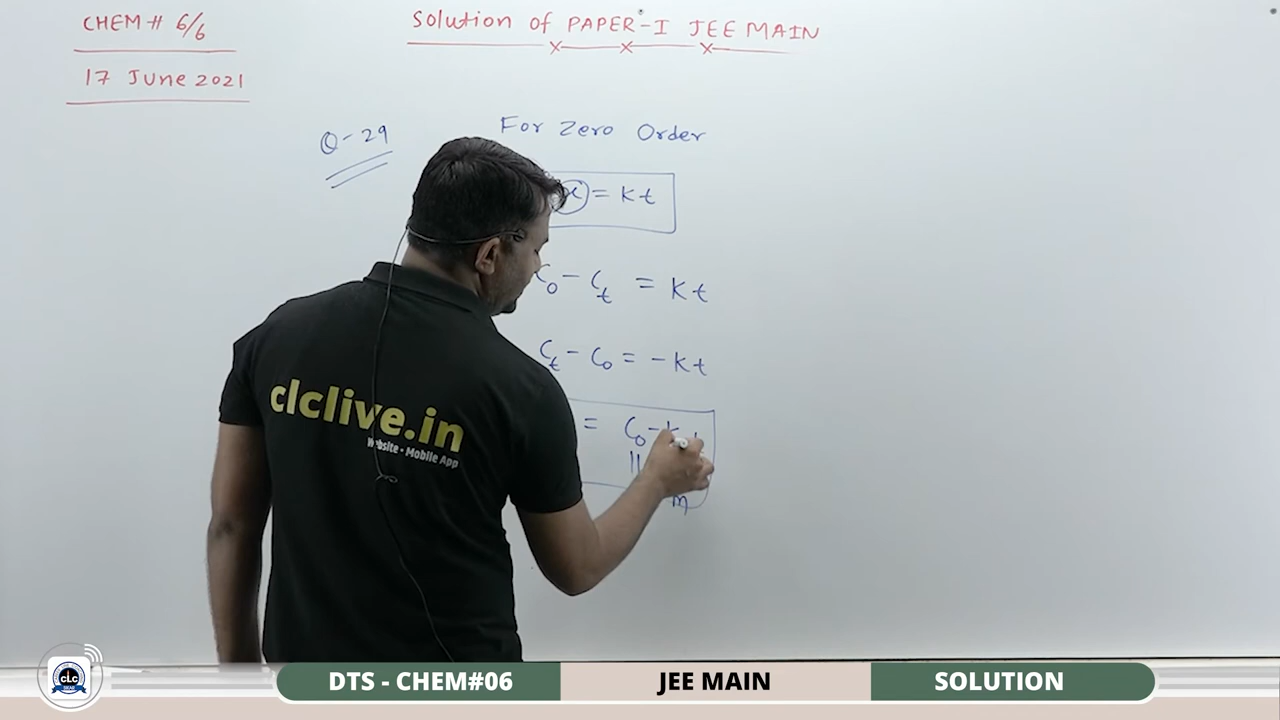 CHEM # 6/6
17 June 2021
Solution of PAPER-I JEE MAIN
Q-29
For Zero Order
x = kt
C₀ - Cₜ = kt
Cₜ - C₀ = -kt
= C₀ - k
m
clclive.in
Website - Mobile App
CLC
DTS - CHEM#06
JEE MAIN
SOLUTION